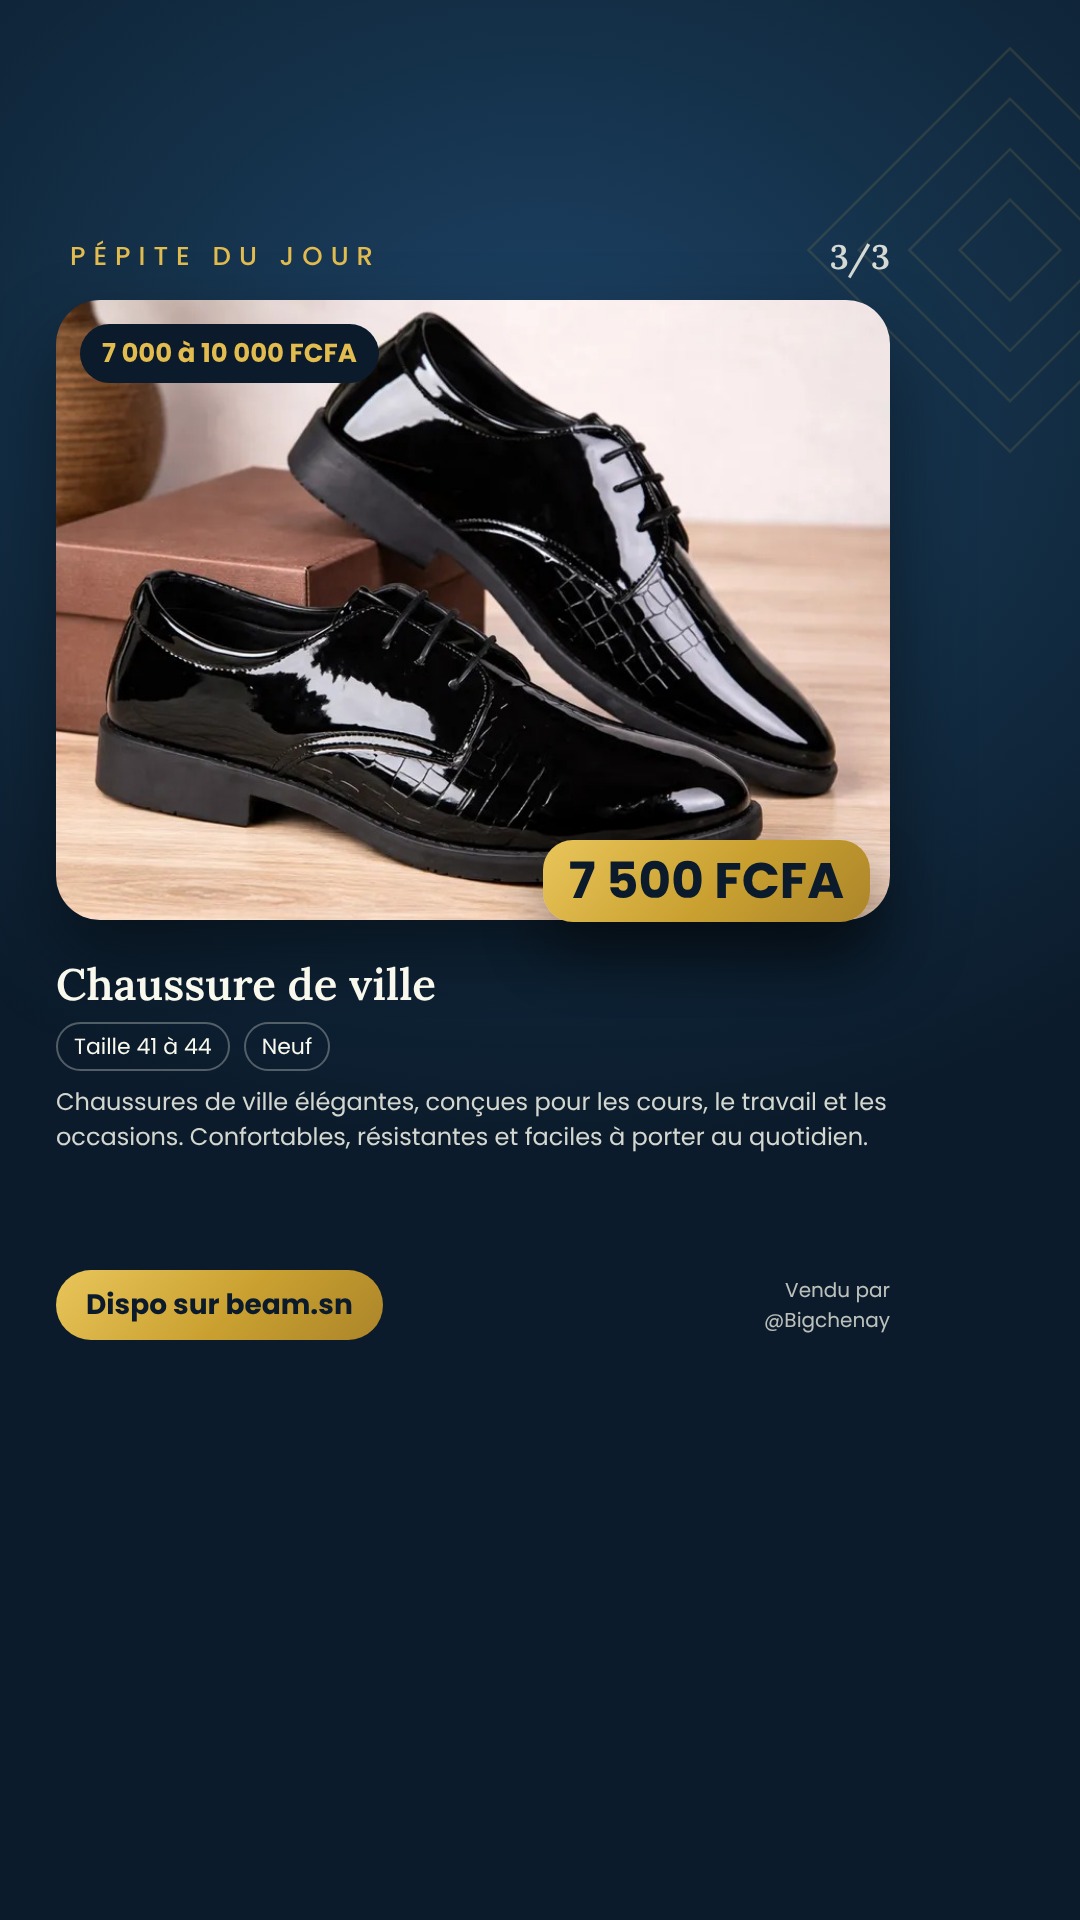 PÉPITE DU JOUR
3/3
7 000 à 10 000 FCFA
7 500 FCFA
Chaussure de ville
Taille 41 à 44
Neuf
Chaussures de ville élégantes, conçues pour les cours, le travail et les
occasions. Confortables, résistantes et faciles à porter au quotidien.
Dispo sur beam.sn
Vendu par
@Bigchenay